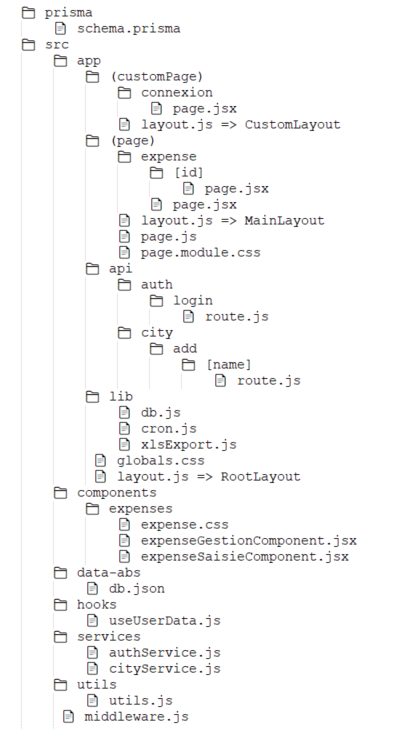 prisma
schema.prisma
src
app
(customPage)
connexion
page.jsx
layout.js => CustomLayout
(page)
expense
[id]
page.jsx
page.jsx
layout.js => MainLayout
page.js
page.module.css
api
auth
login
route.js
city
add
[name]
route.js
lib
db.js
cron.js
xlsExport.js
globals.css
layout.js => RootLayout
components
expenses
expense.css
expenseGestionComponent.jsx
expenseSaisieComponent.jsx
data-abs
db.json
hooks
useUserData.js
services
authService.js
cityService.js
utils
utils.js
middleware.js